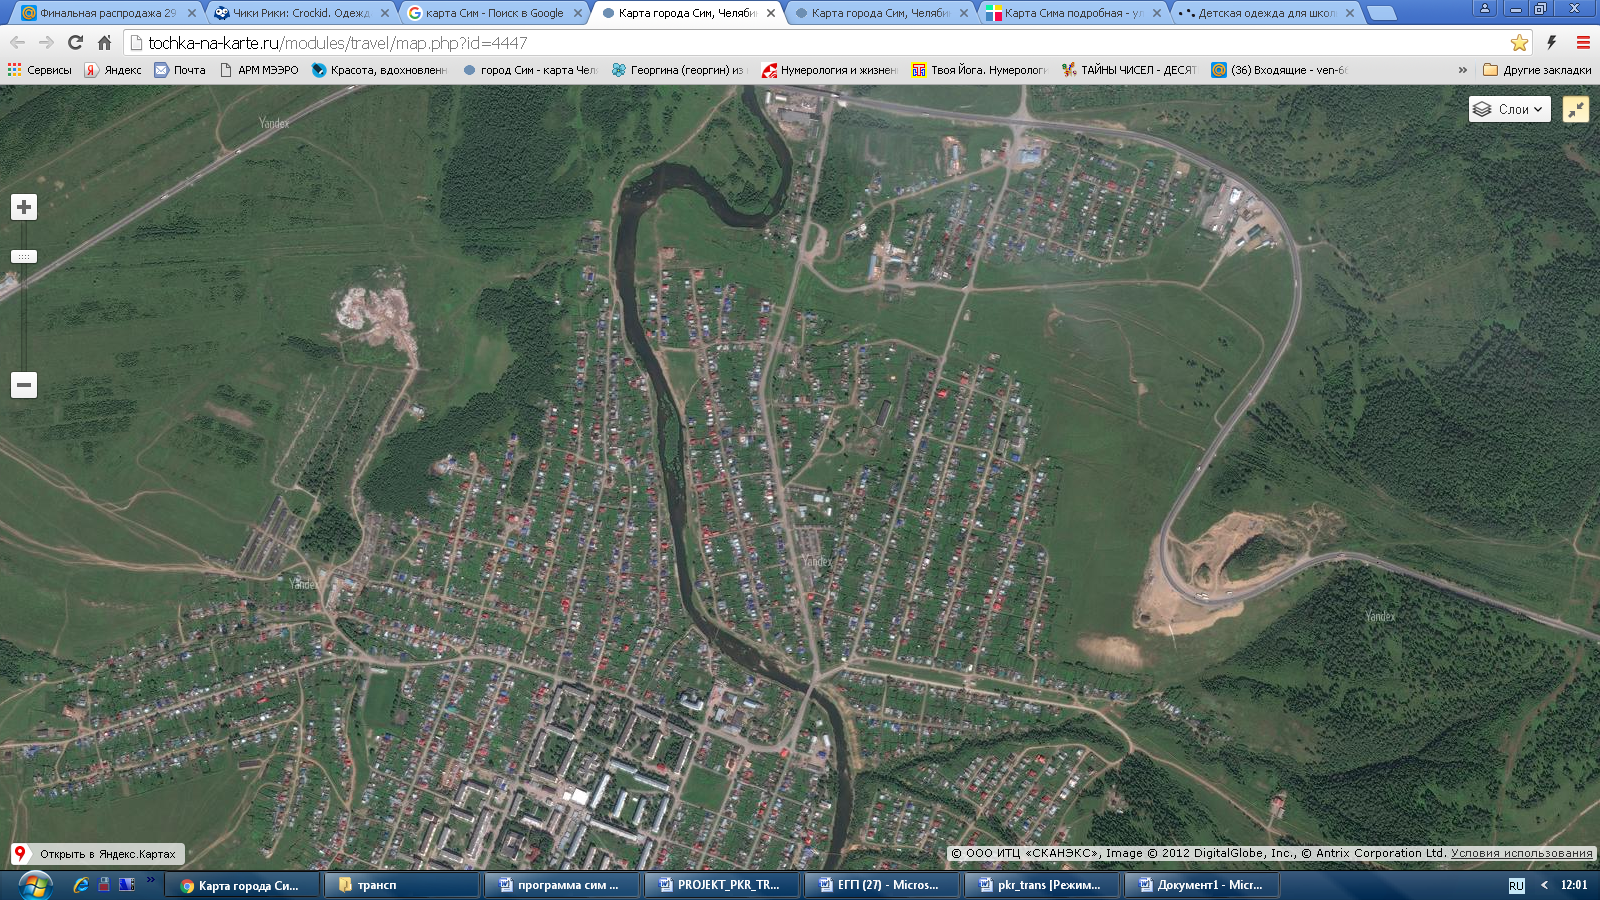 Финальная распродажа 29
Чики Рики: Crockid. Одежд
карта Сим - Поиск в Google
Карта города Сим, Челяби
Карта города Сим, Челяби
Карта Сима подробная - ул
Детская одежда для школ
tochka-na-karte.ru/modules/travel/map.php?id=4447
Сервисы
Яндекс
Почта
АРМ МЭЭРО
Красота, вдохновленн
город Сим - карта Чел
Георгина (георгин) из
Нумерология и жизнен
Твоя Йога. Нумерологи
ТАЙНЫ ЧИСЕЛ - ДЕСЯТ
(36) Входящие - ven-66
»
Другие закладки
Yandex
Слои
Yandex
Yandex
Yandex
Открыть в Яндекс.Картах
© ООО ИТЦ «СКАНЭКС», Image © 2012 DigitalGlobe, Inc., © Antrix Corporation Ltd. Условия использования
»
Карта города Си...
трансп
программа сим ...
PROJEKT_PKR_TR...
ЕГП (27) - Micros...
pkr_trans [Режим...
Документ1 - Micr...
RU
<
12:01